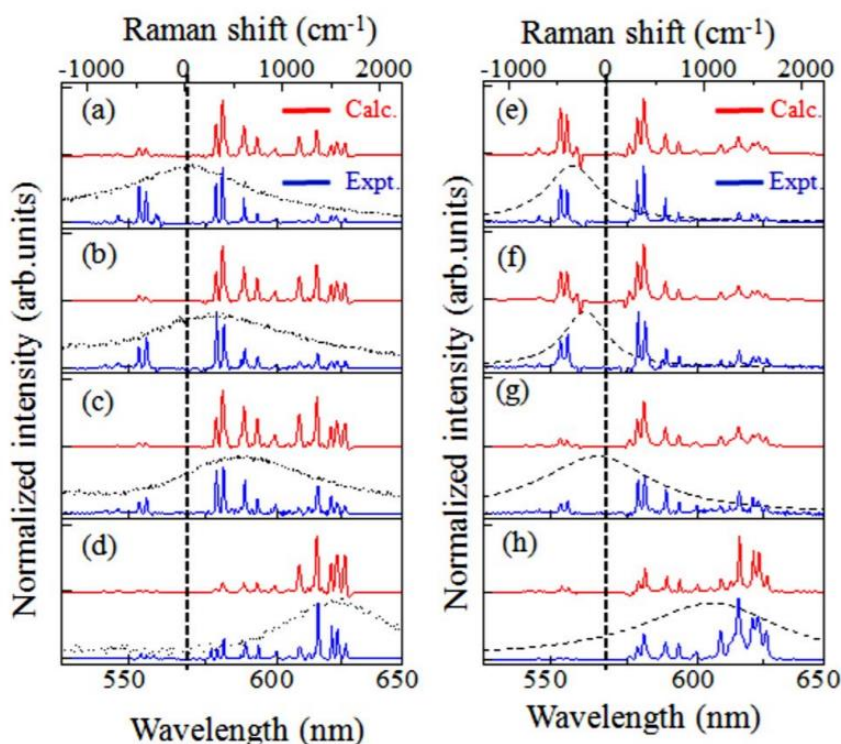 Raman shift (cm-1)
-1000 0 1000 2000
Raman shift (cm-1)
-1000 0 1000 2000
Normalized intensity (arb.units)
(a)
Calc.
Expt.
(b)
(c)
(d)
550 600 650
Wavelength (nm)
Normalized intensity (arb.units)
(e)
Calc.
Expt.
(f)
(g)
(h)
550 600 650
Wavelength (nm)